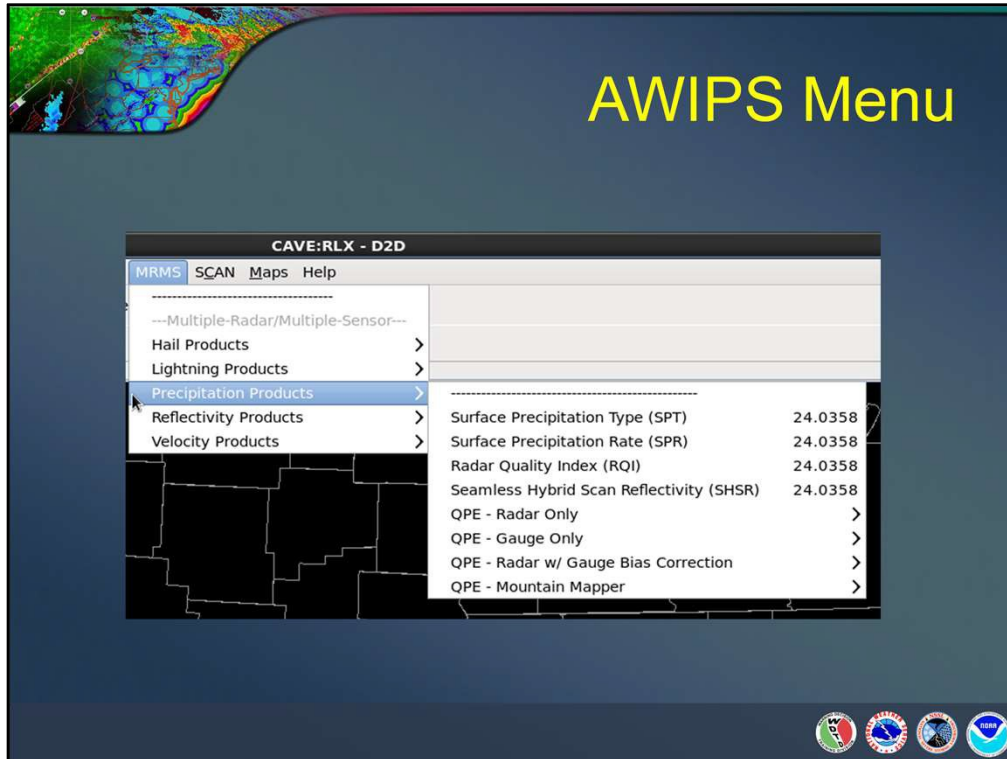 AWIPS Menu
CAVE:RLX - D2D
MRMS SCAN Maps Help
------------------------------------
---Multiple-Radar/Multiple-Sensor---
Hail Products >
Lightning Products >
Precipitation Products >
Reflectivity Products >
Velocity Products >
-------------------------------------------------
Surface Precipitation Type (SPT) 24.0358
Surface Precipitation Rate (SPR) 24.0358
Radar Quality Index (RQI) 24.0358
Seamless Hybrid Scan Reflectivity (SHSR) 24.0358
QPE - Radar Only >
QPE - Gauge Only >
QPE - Radar w/ Gauge Bias Correction >
QPE - Mountain Mapper >
NOAA